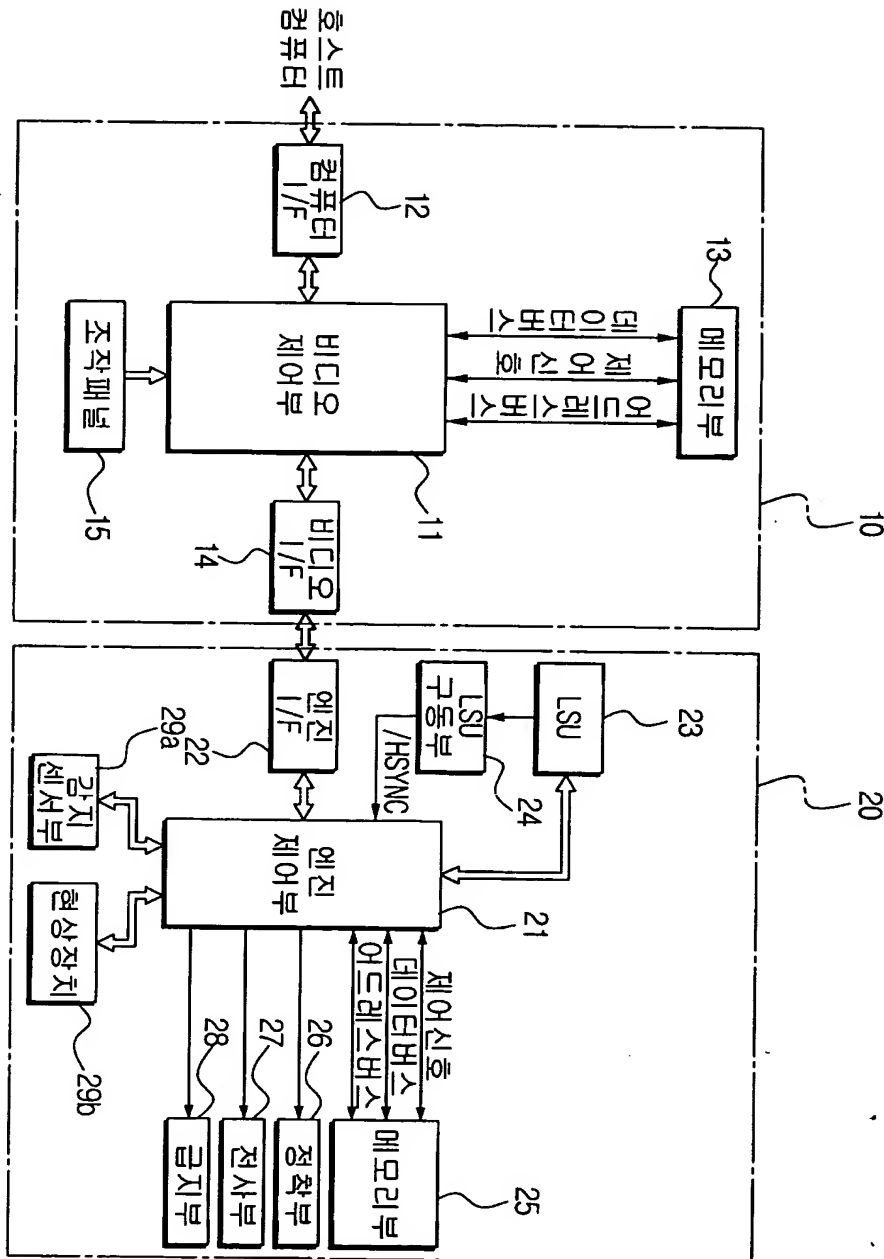 호스트
컴퓨터
컴퓨터
I/F
12
메모리부
13
데이터버스
제어신호
어드레스버스
비디오
제어부
11
조작패널
15
비디오
I/F
14
10
엔진
I/F
22
LSU
23
LSU
구동부
24
/HSYNC
20
엔진
제어부
21
감지
센서부
29a
현상장치
29b
제어신호
데이터버스
어드레스버스
메모리부
25
정착부
26
전사부
27
급지부
28